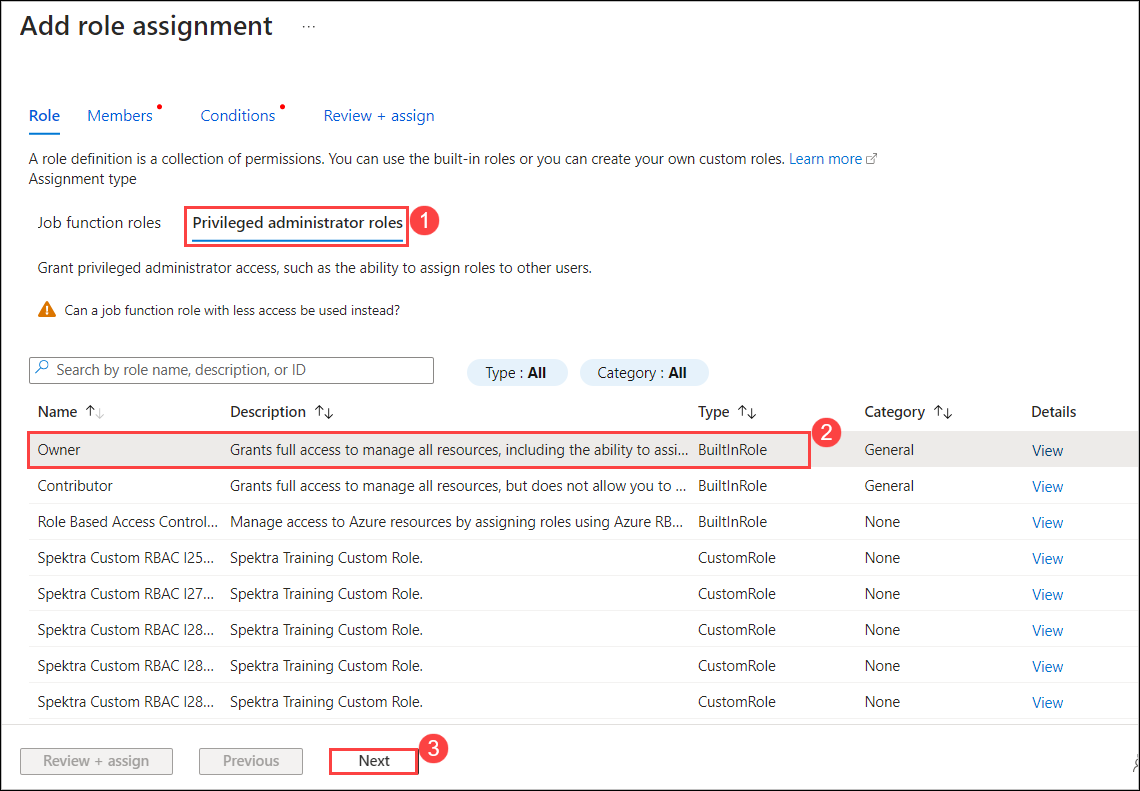 Add role assignment ...
Role Members Conditions Review + assign
A role definition is a collection of permissions. You can use the built-in roles or you can create your own custom roles. Learn more
Assignment type
Job function roles Privileged administrator roles 1
Grant privileged administrator access, such as the ability to assign roles to other users.
Can a job function role with less access be used instead?
Search by role name, description, or ID Type : All Category : All
Name ↑↓ Description ↑↓ Type ↑↓ Category ↑↓ Details
2
Owner Grants full access to manage all resources, including the ability to assi... BuiltInRole General View
Contributor Grants full access to manage all resources, but does not allow you to ... BuiltInRole General View
Role Based Access Control... Manage access to Azure resources by assigning roles using Azure RB... BuiltInRole None View
Spektra Custom RBAC I25... Spektra Training Custom Role. CustomRole None View
Spektra Custom RBAC I27... Spektra Training Custom Role. CustomRole None View
Spektra Custom RBAC I28... Spektra Training Custom Role. CustomRole None View
Spektra Custom RBAC I28... Spektra Training Custom Role. CustomRole None View
Spektra Custom RBAC I28... Spektra Training Custom Role. CustomRole None View
Review + assign Previous Next 3